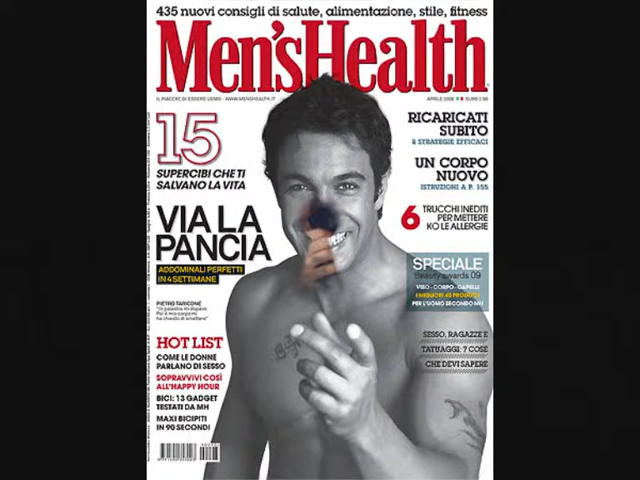 435 nuovi consigli di salute, alimentazione, stile, fitness
Men'sHealth
IL PIACERE DI ESSERE UOMO - WWW.MENSHEALTH.IT
APRILE 2009
15
SUPERCIBI CHE TI
SALVANO LA VITA
VIA LA
PANCIA
ADDOMINALI PERFETTI
IN 4 SETTIMANE
PIETRO TARICONE
HOT LIST
COME LE DONNE
PARLANO DI SESSO
SOPRAVVIVI COSÌ
ALL'HAPPY HOUR
BICI: 13 GADGET
TESTATI DA MH
MAXI BICIPITI
IN 90 SECONDI
RICARICATI
SUBITO
8 STRATEGIE EFFICACI
UN CORPO
NUOVO
ISTRUZIONI A P. 155
6 TRUCCHI INEDITI
PER METTERE
KO LE ALLERGIE
SPECIALE
Beauty awards 09
VISO - CORPO - CAPELLI
I MIGLIORI 45 PRODOTTI
PER L'UOMO SECONDO MH
SESSO, RAGAZZE E
TATUAGGI: 7 COSE
CHE DEVI SAPERE